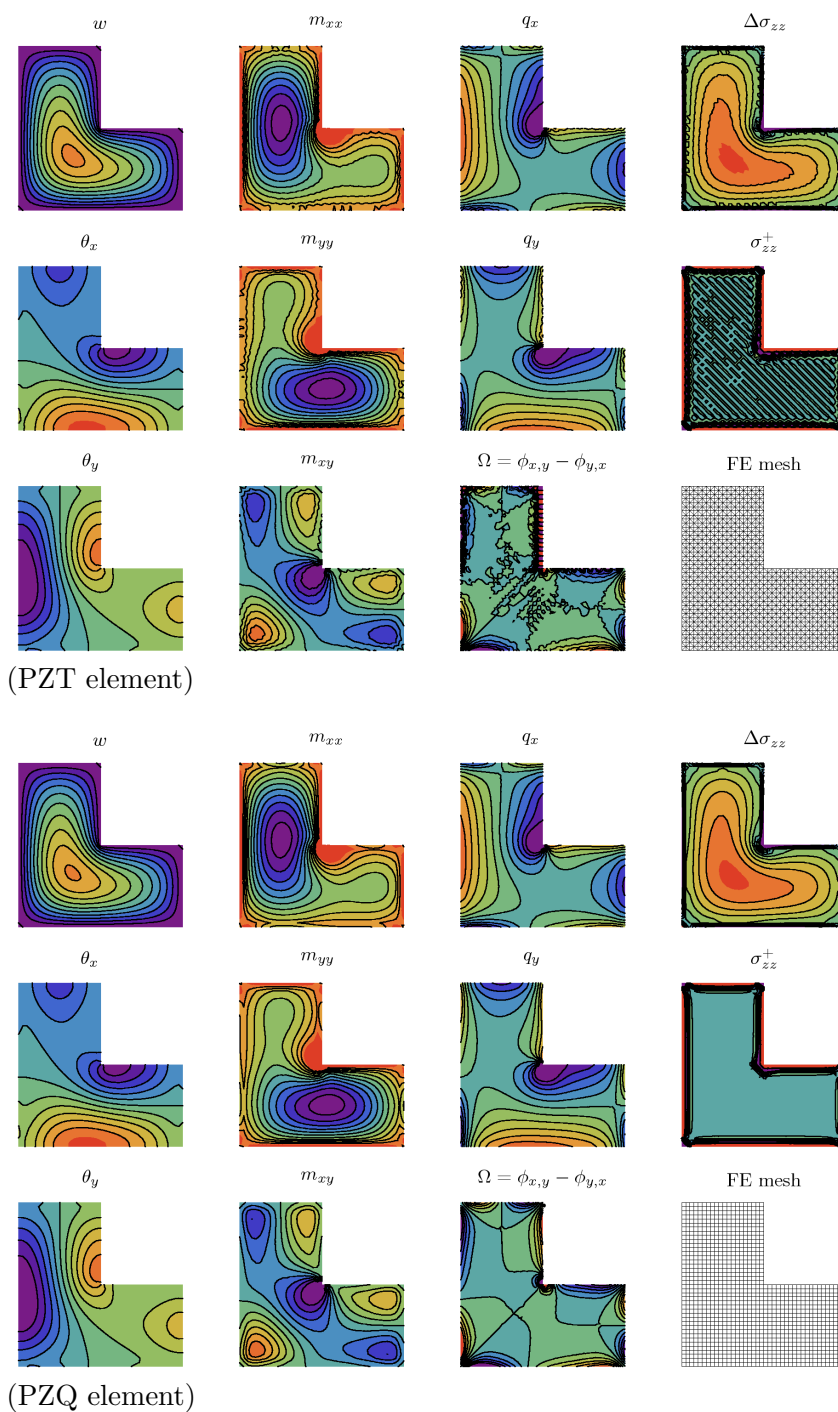 w m_{xx} q_x Δσ_{zz}
θ_x m_{yy} q_y σ_{zz}^+
θ_y m_{xy} Ω = ϕ_{x,y} − ϕ_{y,x} FE mesh
(PZT element)
w m_{xx} q_x Δσ_{zz}
θ_x m_{yy} q_y σ_{zz}^+
θ_y m_{xy} Ω = ϕ_{x,y} − ϕ_{y,x} FE mesh
(PZQ element)